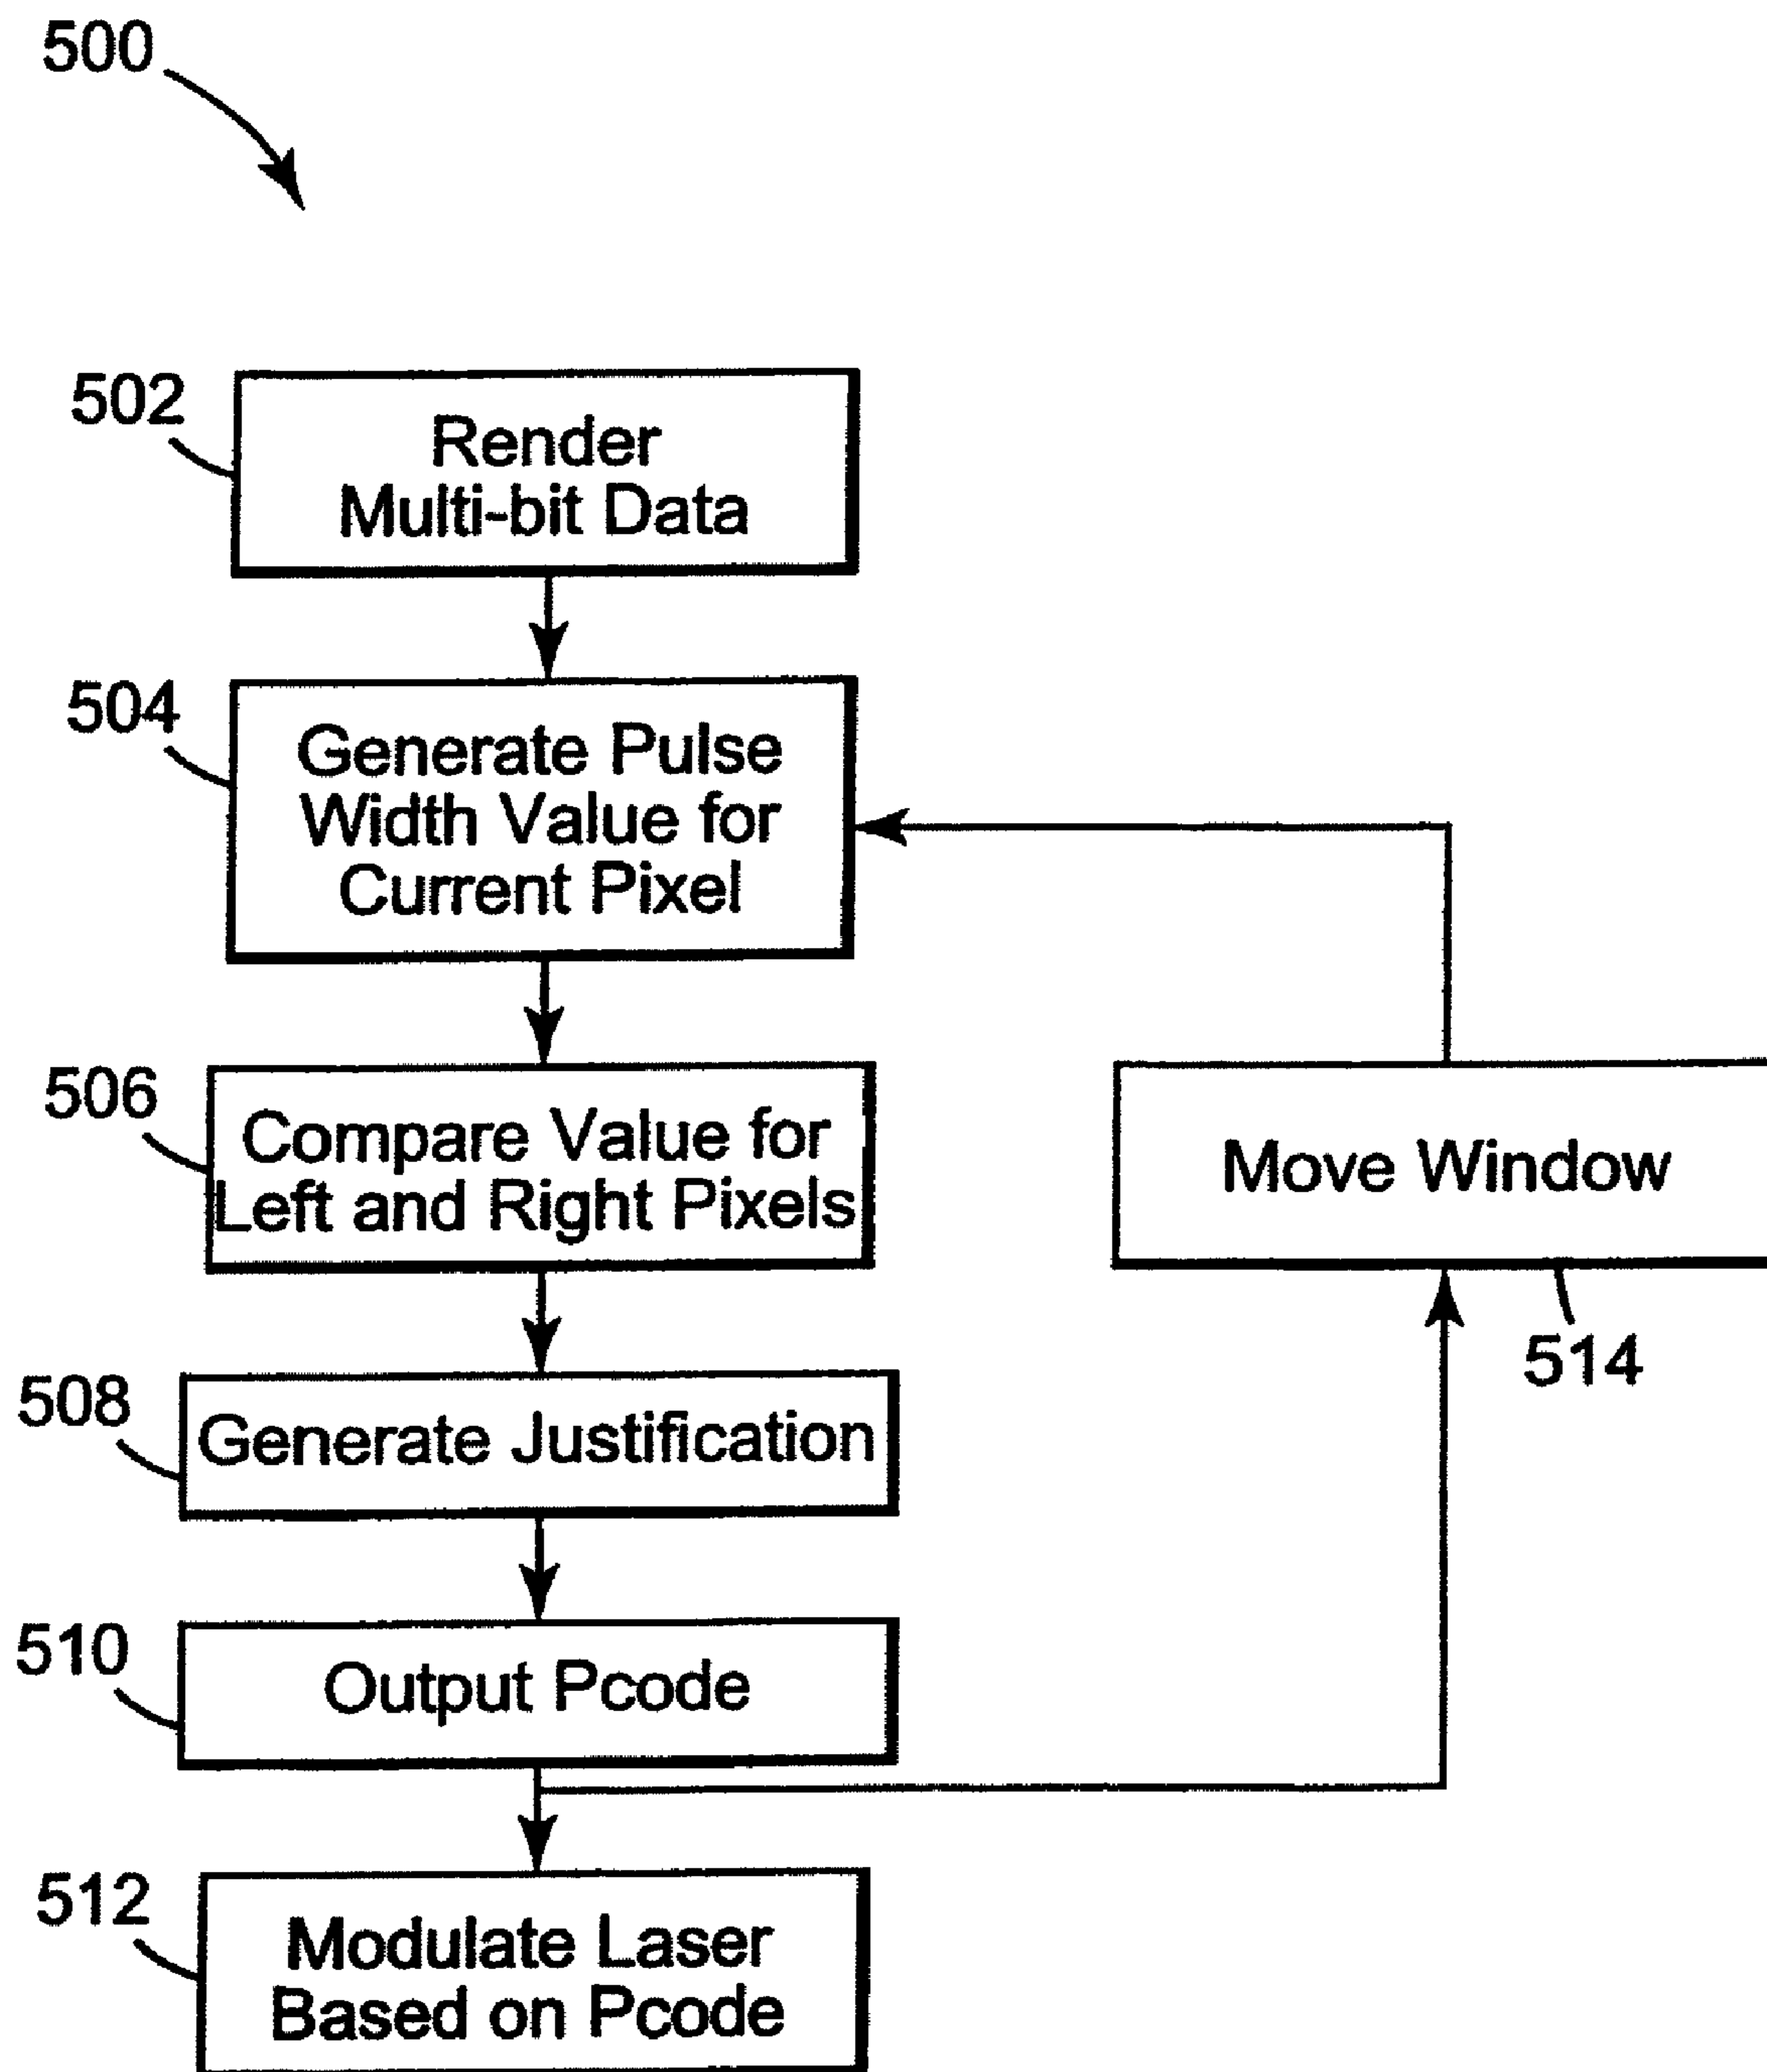 500
502
Render
Multi-bit Data
504
Generate Pulse
Width Value for
Current Pixel
506
Compare Value for
Left and Right Pixels
Move Window
514
508
Generate Justification
510
Output Pcode
512
Modulate Laser
Based on Pcode